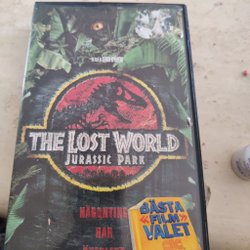 THE LOST WORLD
JURASSIC PARK
NÅGONTING
HAR
BÄSTA
«FILM»
VALET